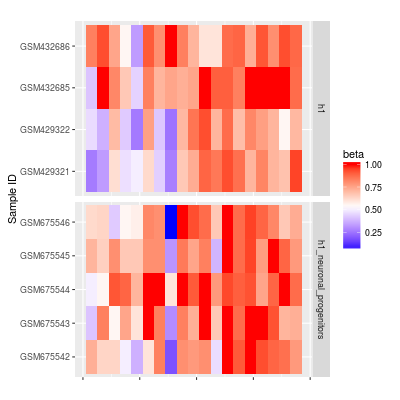 Sample ID
GSM432686
GSM432685
GSM429322
GSM429321
h1
GSM675546
GSM675545
GSM675544
GSM675543
GSM675542
h1_neuronal_progenitors
beta
1.00
0.75
0.50
0.25